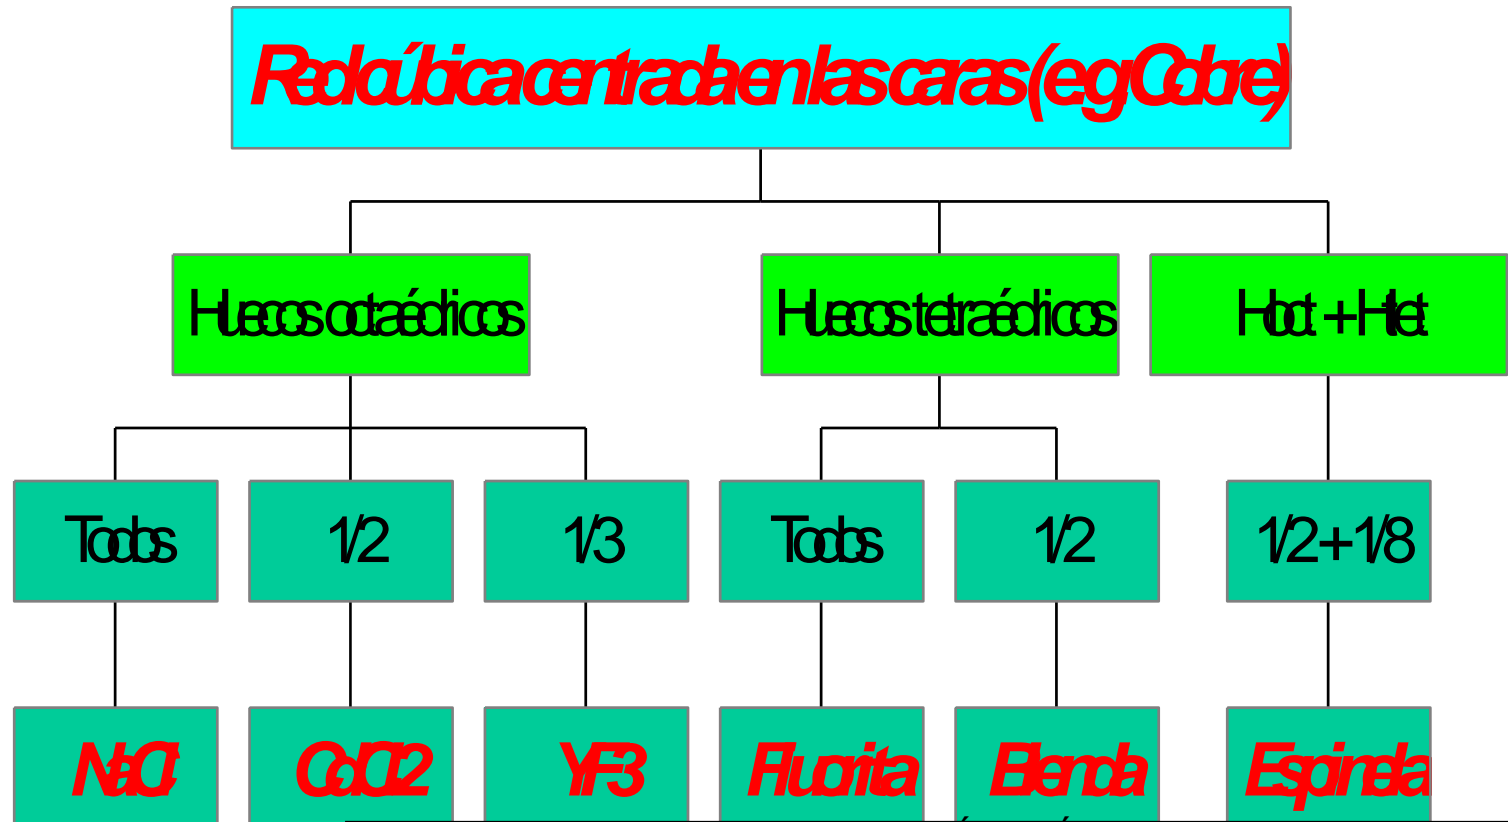 Red cúbica centrada en las caras (e.g. Cobre)
Huecos octaédricos
Huecos tetraédricos
Hoct + Htet
Todos
1/2
1/3
Todos
1/2
1/2+1/8
NaCl
CdCl2
YF3
Fluorita
Blenda
Espinela